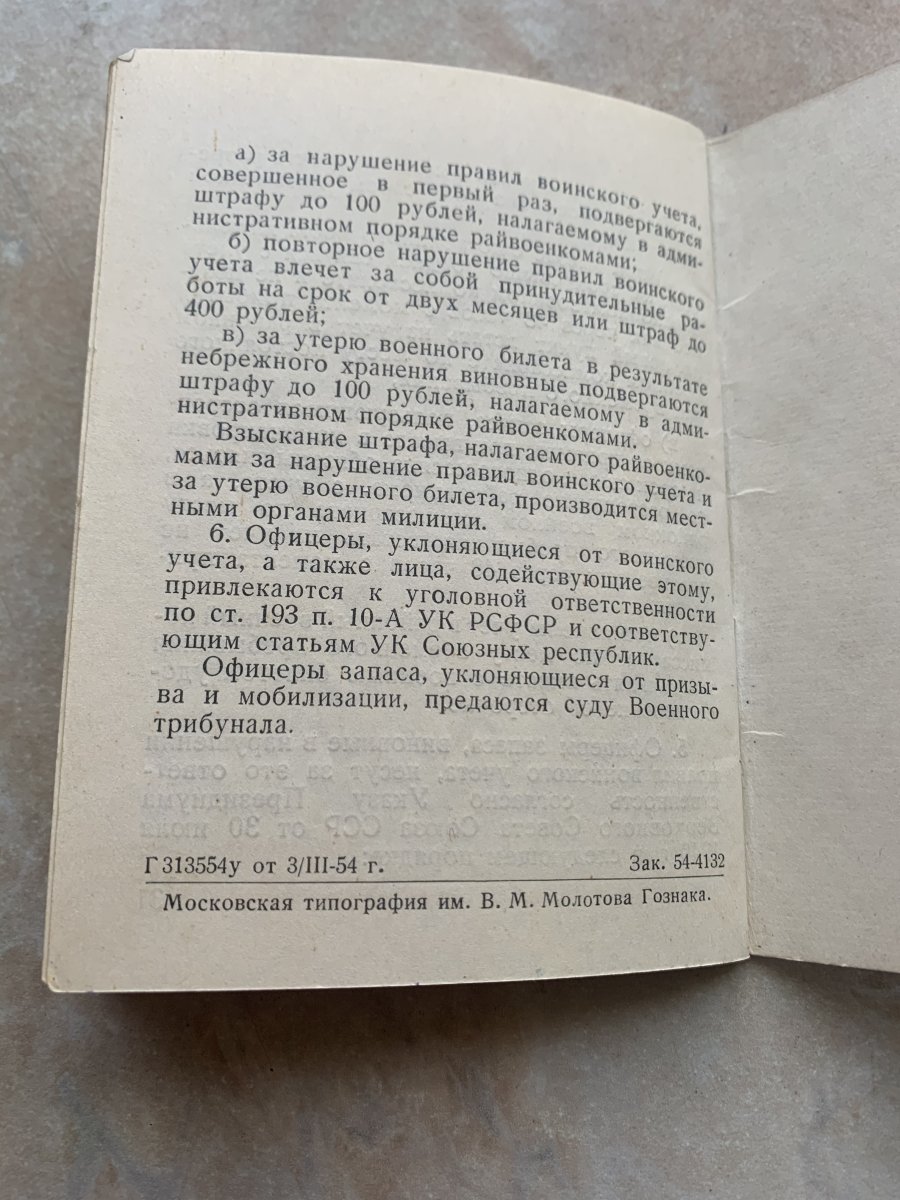 а) за нарушение правил воинского учета,
совершенное в первый раз, подвергаются
штрафу до 100 рублей, налагаемому в адми-
нистративном порядке райвоенкомами;
б) повторное нарушение правил воинского
учета влечет за собой принудительные ра-
боты на срок от двух месяцев или штраф до
400 рублей;
в) за утерю военного билета в результате
небрежного хранения виновные подвергаются
штрафу до 100 рублей, налагаемому в адми-
нистративном порядке райвоенкомами.
Взыскание штрафа, налагаемого райвоенко-
мами за нарушение правил воинского учета и
за утерю военного билета, производится мест-
ными органами милиции.
6. Офицеры, уклоняющиеся от воинского
учета, а также лица, содействующие этому,
привлекаются к уголовной ответственности
по ст. 193 п. 10-А УК РСФСР и соответству-
ющим статьям УК Союзных республик.
Офицеры запаса, уклоняющиеся от призы-
ва и мобилизации, предаются суду Военного
трибунала.
Г 313554у от 3/III-54 г. Зак. 54-4132
Московская типография им. В. М. Молотова Гознака.